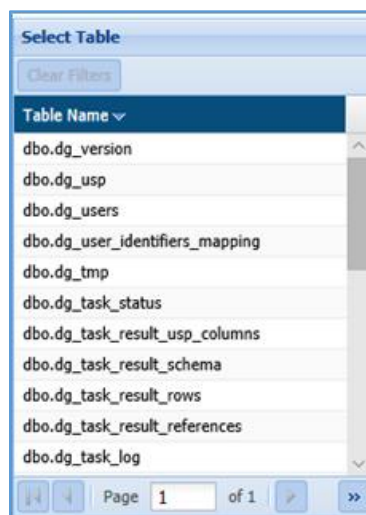 Select Table
Clear Filters
Table Name
dbo.dg_version
dbo.dg_usp
dbo.dg_users
dbo.dg_user_identifiers_mapping
dbo.dg_tmp
dbo.dg_task_status
dbo.dg_task_result_usp_columns
dbo.dg_task_result_schema
dbo.dg_task_result_rows
dbo.dg_task_result_references
dbo.dg_task_log
Page 1 of 1 »